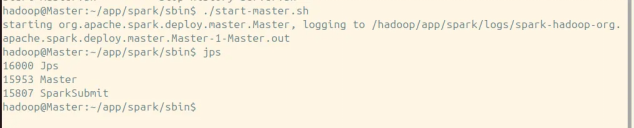 hadoop@Master:~/app/spark/sbin$ ./start-master.sh
starting org.apache.spark.deploy.master.Master, logging to /hadoop/app/spark/logs/spark-hadoop-org.
apache.spark.deploy.master.Master-1-Master.out
hadoop@Master:~/app/spark/sbin$ jps
16000 Jps
15953 Master
15807 SparkSubmit
hadoop@Master:~/app/spark/sbin$